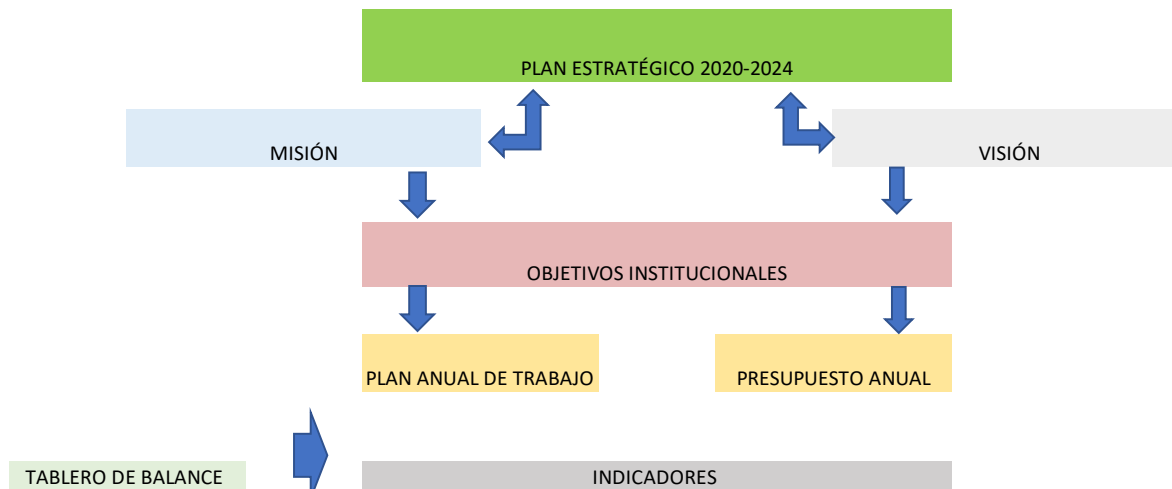 PLAN ESTRATÉGICO 2020-2024
MISIÓN
VISIÓN
OBJETIVOS INSTITUCIONALES
PLAN ANUAL DE TRABAJO
PRESUPUESTO ANUAL
TABLERO DE BALANCE
INDICADORES